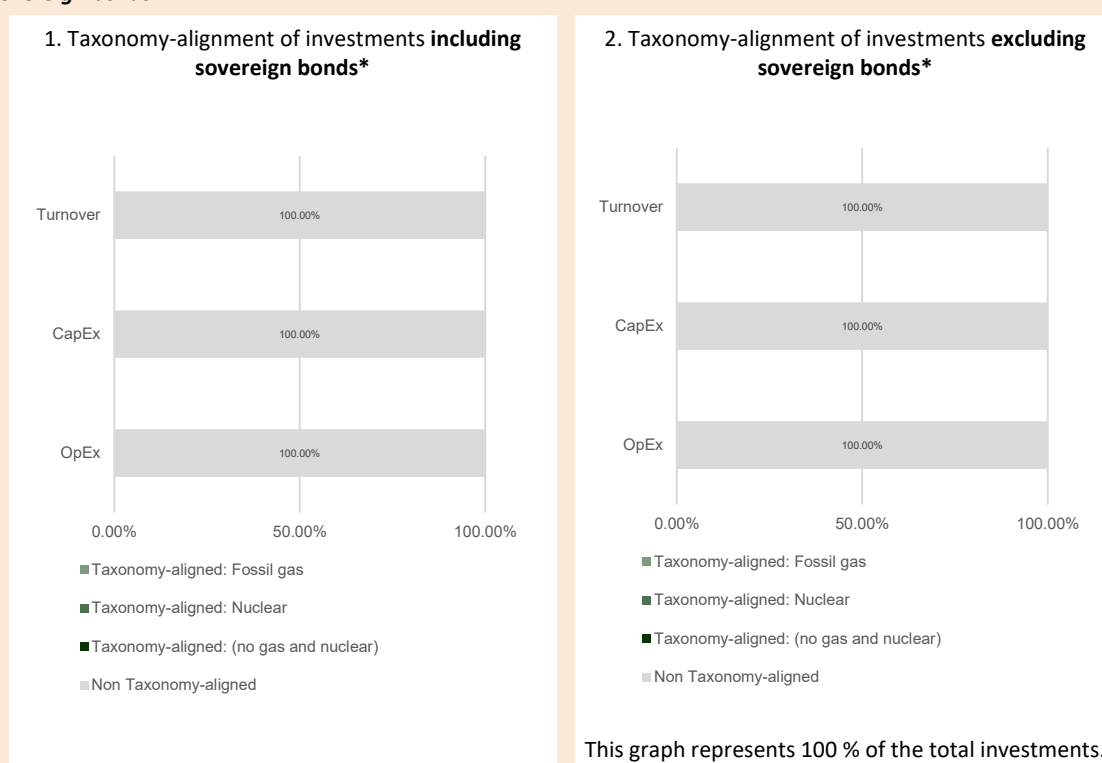 1. Taxonomy-alignment of investments including
sovereign bonds*
Turnover
100.00%
CapEx
100.00%
OpEx
100.00%
0.00% 50.00% 100.00%
Taxonomy-aligned: Fossil gas
Taxonomy-aligned: Nuclear
Taxonomy-aligned: (no gas and nuclear)
Non Taxonomy-aligned
2. Taxonomy-alignment of investments excluding
sovereign bonds*
Turnover
100.00%
CapEx
100.00%
OpEx
100.00%
0.00% 50.00% 100.00%
Taxonomy-aligned: Fossil gas
Taxonomy-aligned: Nuclear
Taxonomy-aligned: (no gas and nuclear)
Non Taxonomy-aligned
This graph represents 100 % of the total investments.